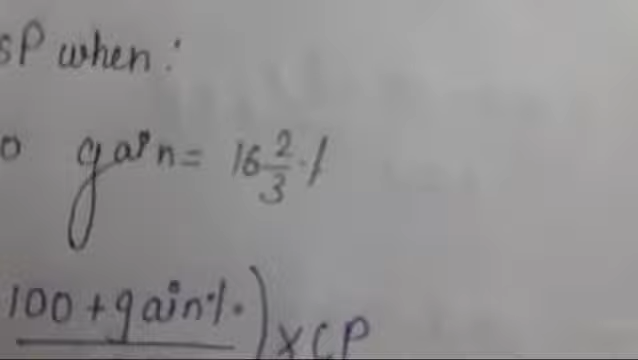 SP when:
gain = 16 2/3 %
100 + gain%) x CP